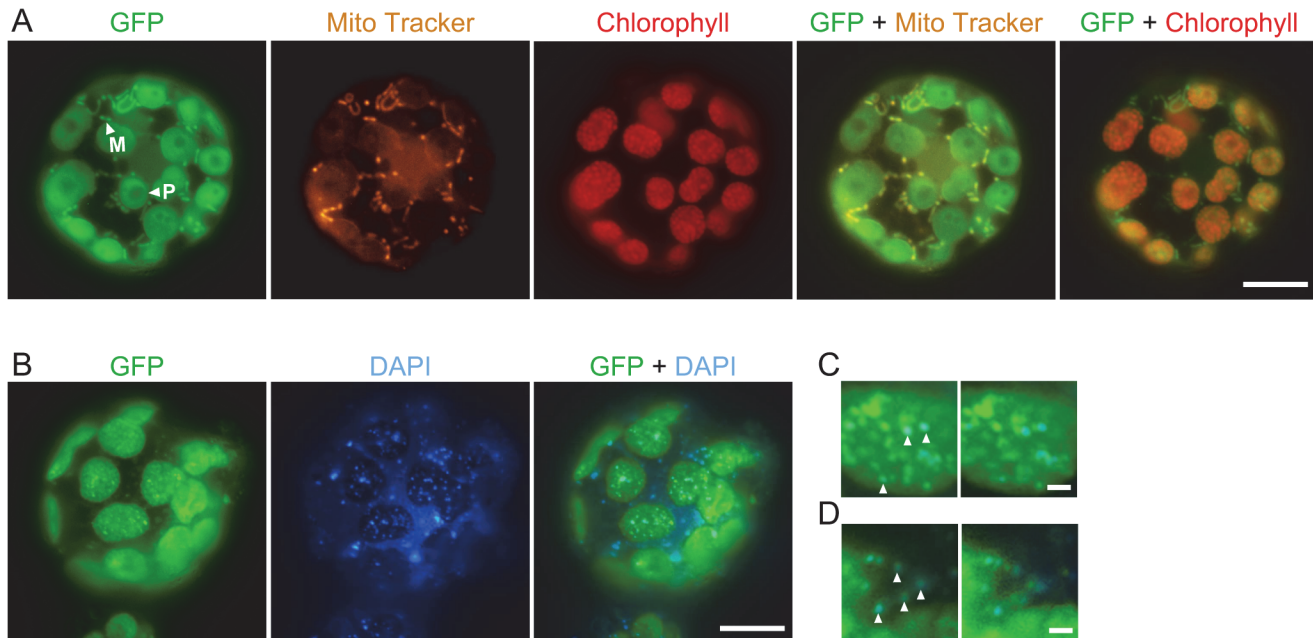 A
GFP
Mito Tracker
Chlorophyll
GFP + Mito Tracker
GFP + Chlorophyll
M
P
B
GFP
DAPI
GFP + DAPI
C
D